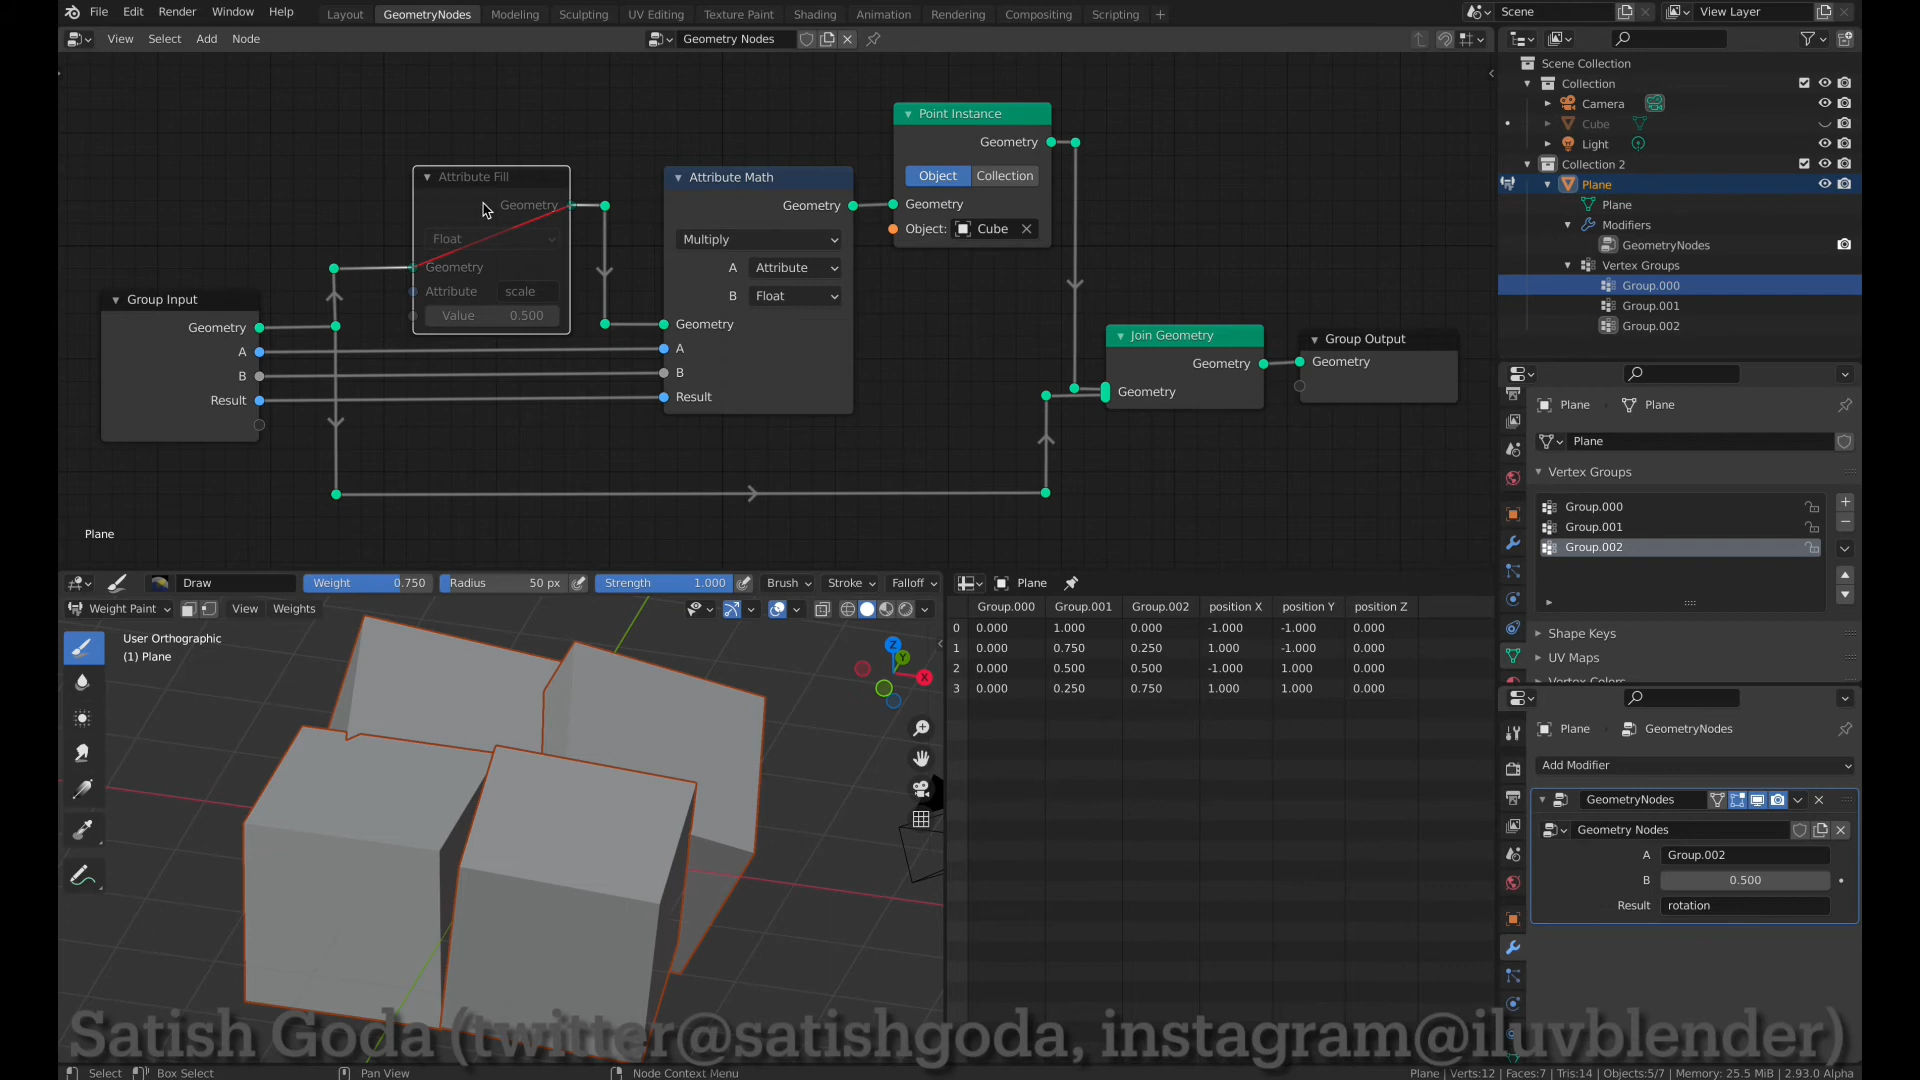 File Edit Render Window Help Layout GeometryNodes Modeling Sculpting UV Editing Texture Paint Shading Animation Rendering Compositing Scripting + Scene View Layer
View Select Add Node Geometry Nodes
Scene Collection
Collection
Camera
Cube
Light
Collection 2
Plane
Plane
Modifiers
GeometryNodes
Vertex Groups
Group.000
Group.001
Group.002
Point Instance
Geometry
Object Collection
Geometry
Object: Cube
Attribute Fill
Geometry
Float
Geometry
Attribute scale
Value 0.500
Attribute Math
Geometry
Multiply
A Attribute
B Float
Geometry
A
B
Result
Group Input
Geometry
A
B
Result
Join Geometry
Geometry
Geometry
Group Output
Geometry
Plane
Plane Plane
Plane
Vertex Groups
Group.000
Group.001
Group.002
Shape Keys
UV Maps
Vertex Colors
Draw Weight 0.750 Radius 50 px Strength 1.000 Brush Stroke Falloff
Weight Paint View Weights
User Orthographic
(1) Plane
Z
Y
X
Plane
Group.000 Group.001 Group.002 position X position Y position Z
0 0.000 1.000 0.000 -1.000 -1.000 0.000
1 0.000 0.750 0.250 1.000 -1.000 0.000
2 0.000 0.500 0.500 -1.000 1.000 0.000
3 0.000 0.250 0.750 1.000 1.000 0.000
Plane GeometryNodes
Add Modifier
GeometryNodes
Geometry Nodes
A Group.002
B 0.500
Result rotation
Satish Goda (twitter@satishgoda, instagram@iluvblender)
Select Box Select Pan View Node Context Menu Plane | Verts:12 | Faces:7 | Tris:14 | Objects:5/7 | Memory: 25.5 MiB | 2.93.0 Alpha